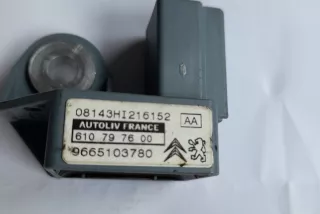 08143HI216152
AA
AUTOLIV FRANCE
610 79 76 00
9665103780